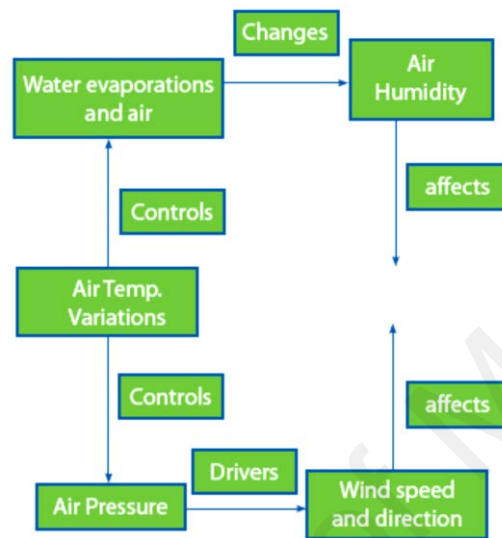 Changes
Water evaporations
and air
Air
Humidity
affects
Controls
Air Temp.
Variations
Controls
affects
Drivers
Air Pressure
Wind speed
and direction